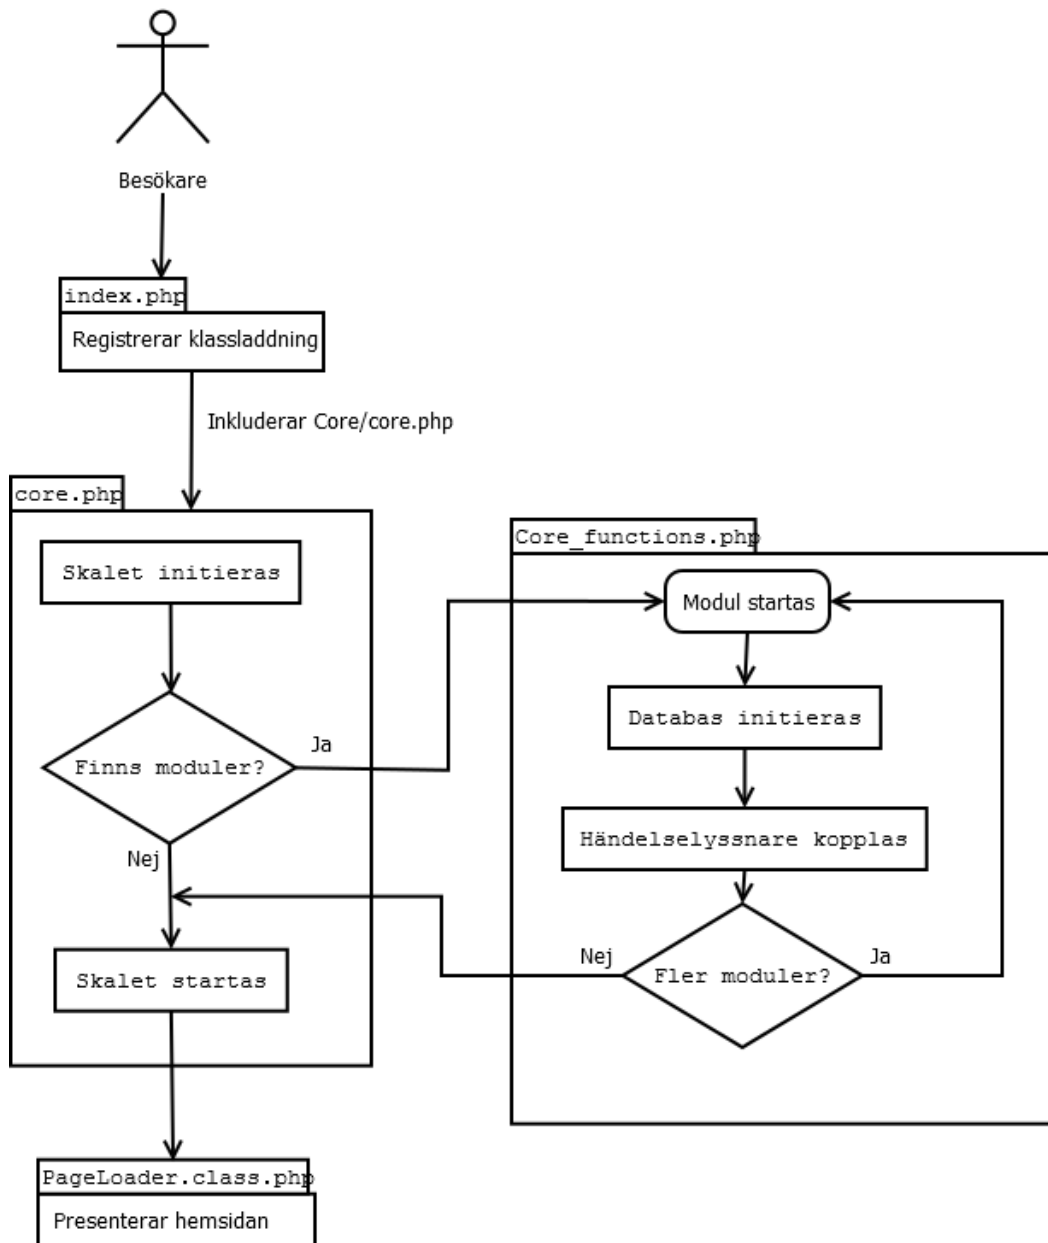 Besökare
index.php
Registrerar klassladdning
Inkluderar Core/core.php
core.php
Skalet initieras
Finns moduler?
Ja
Nej
Skalet startas
Core_functions.php
Modul startas
Databas initieras
Händelselyssnare kopplas
Fler moduler?
Nej
Ja
PageLoader.class.php
Presenterar hemsidan